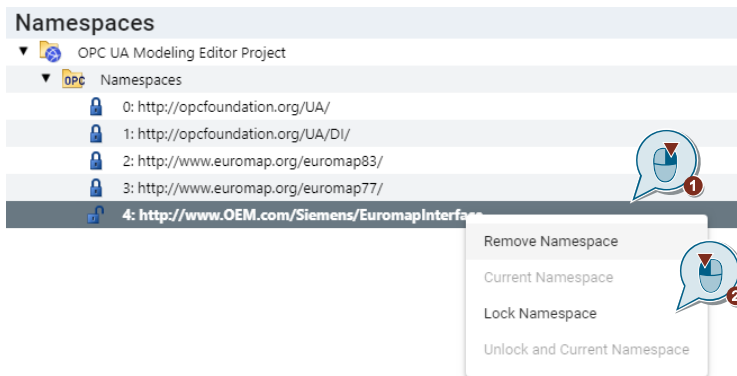 Namespaces
OPC UA Modeling Editor Project
OPC Namespaces
0: http://opcfoundation.org/UA/
1: http://opcfoundation.org/UA/DI/
2: http://www.euromap.org/euromap83/
3: http://www.euromap.org/euromap77/
1
4: http://www.OEM.com/Siemens/EuromapInterface
Remove Namespace
Current Namespace
2
Lock Namespace
Unlock and Current Namespace